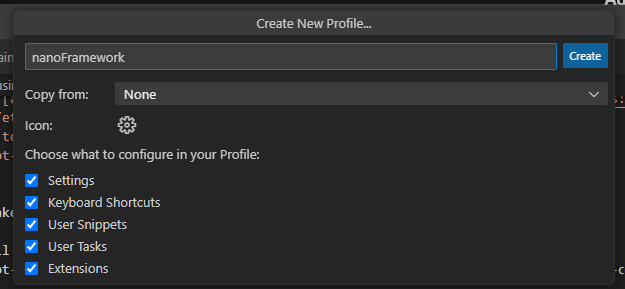 Create New Profile...
nanoFramework
Create
Copy from:
None
Icon:
Choose what to configure in your Profile:
Settings
Keyboard Shortcuts
User Snippets
User Tasks
Extensions